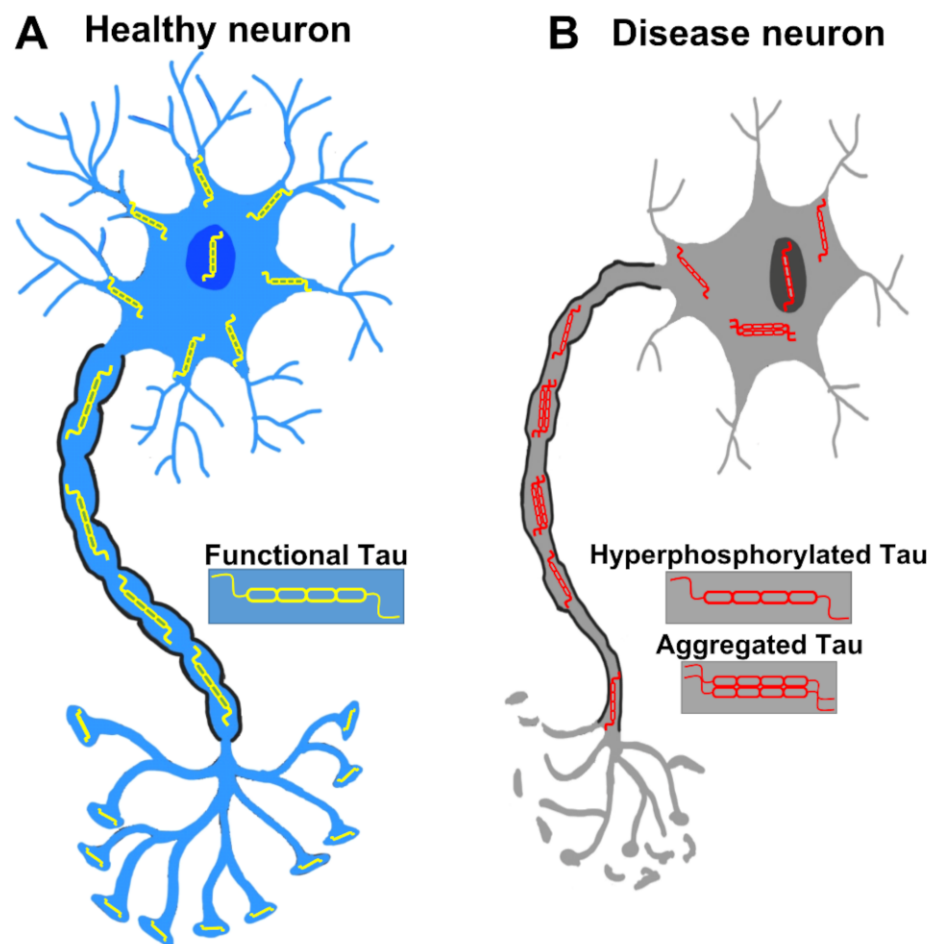 A Healthy neuron
B Disease neuron
Functional Tau
Hyperphosphorylated Tau
Aggregated Tau